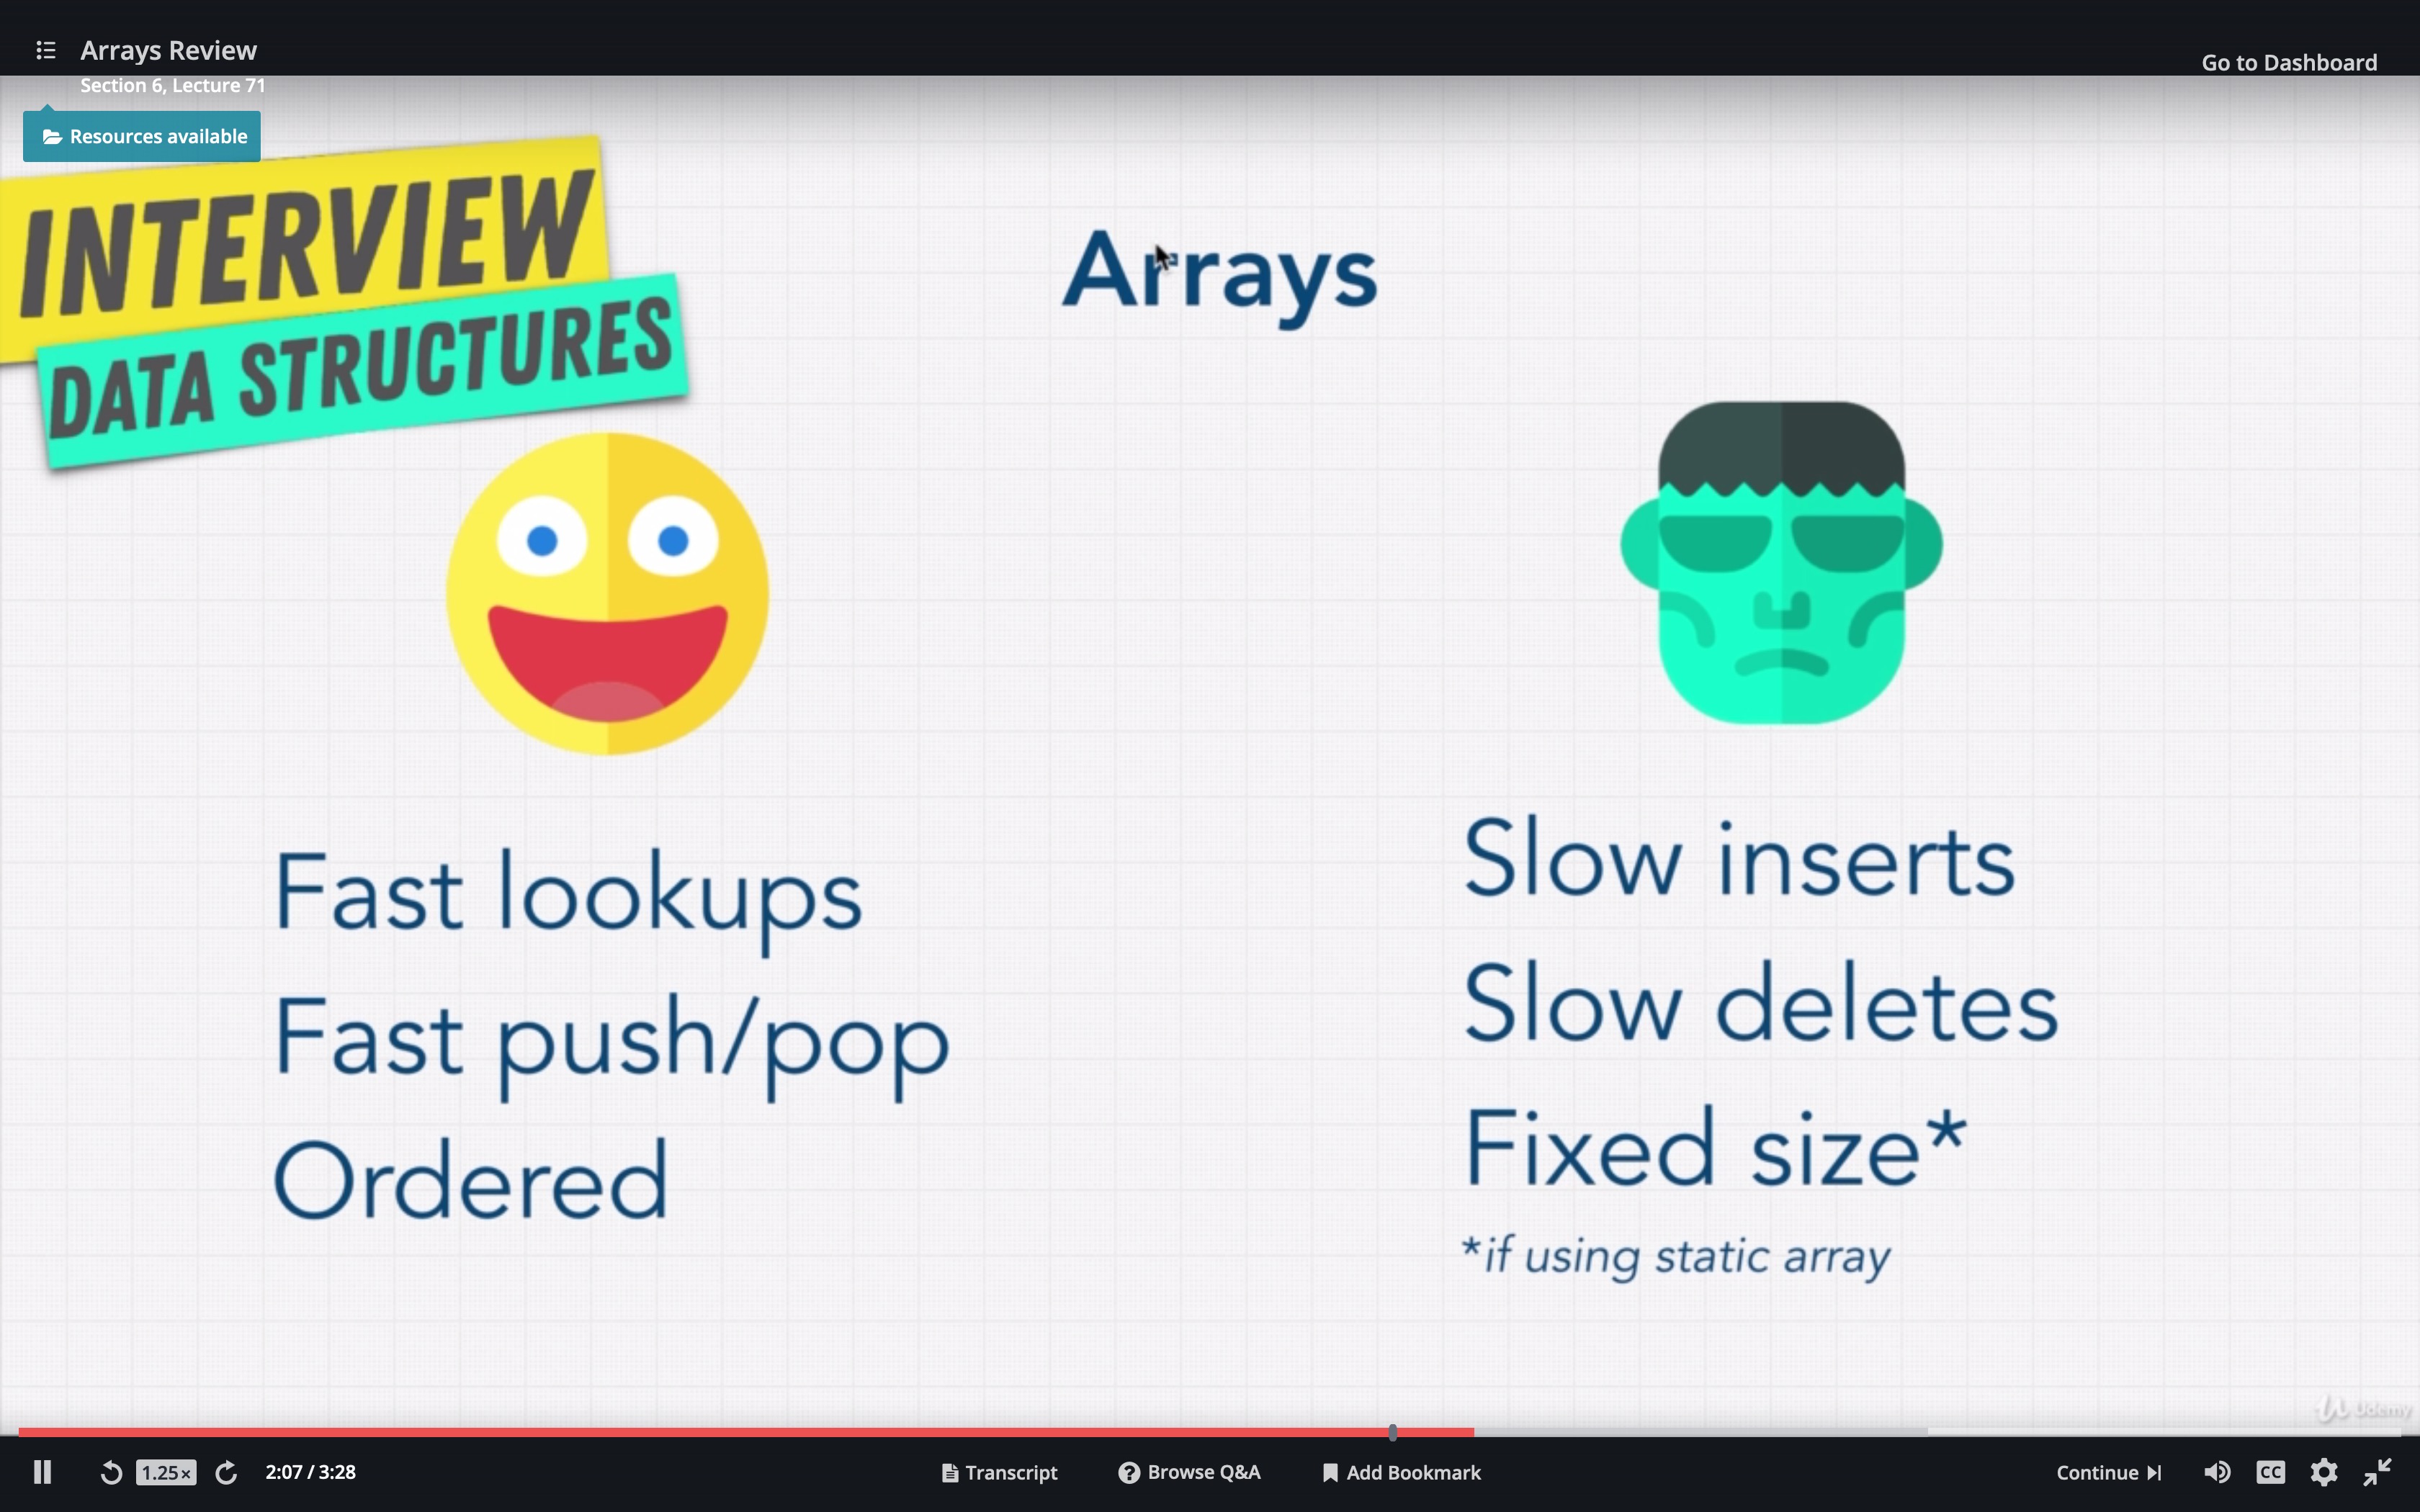 Arrays Review
Go to Dashboard
Section 6, Lecture 71
Resources available
INTERVIEW
DATA STRUCTURES
Arrays
Fast lookups
Fast push/pop
Ordered
Slow inserts
Slow deletes
Fixed size*
*if using static array
Udemy
1.25×
2:07 / 3:28
Transcript
Browse Q&A
Add Bookmark
Continue
CC